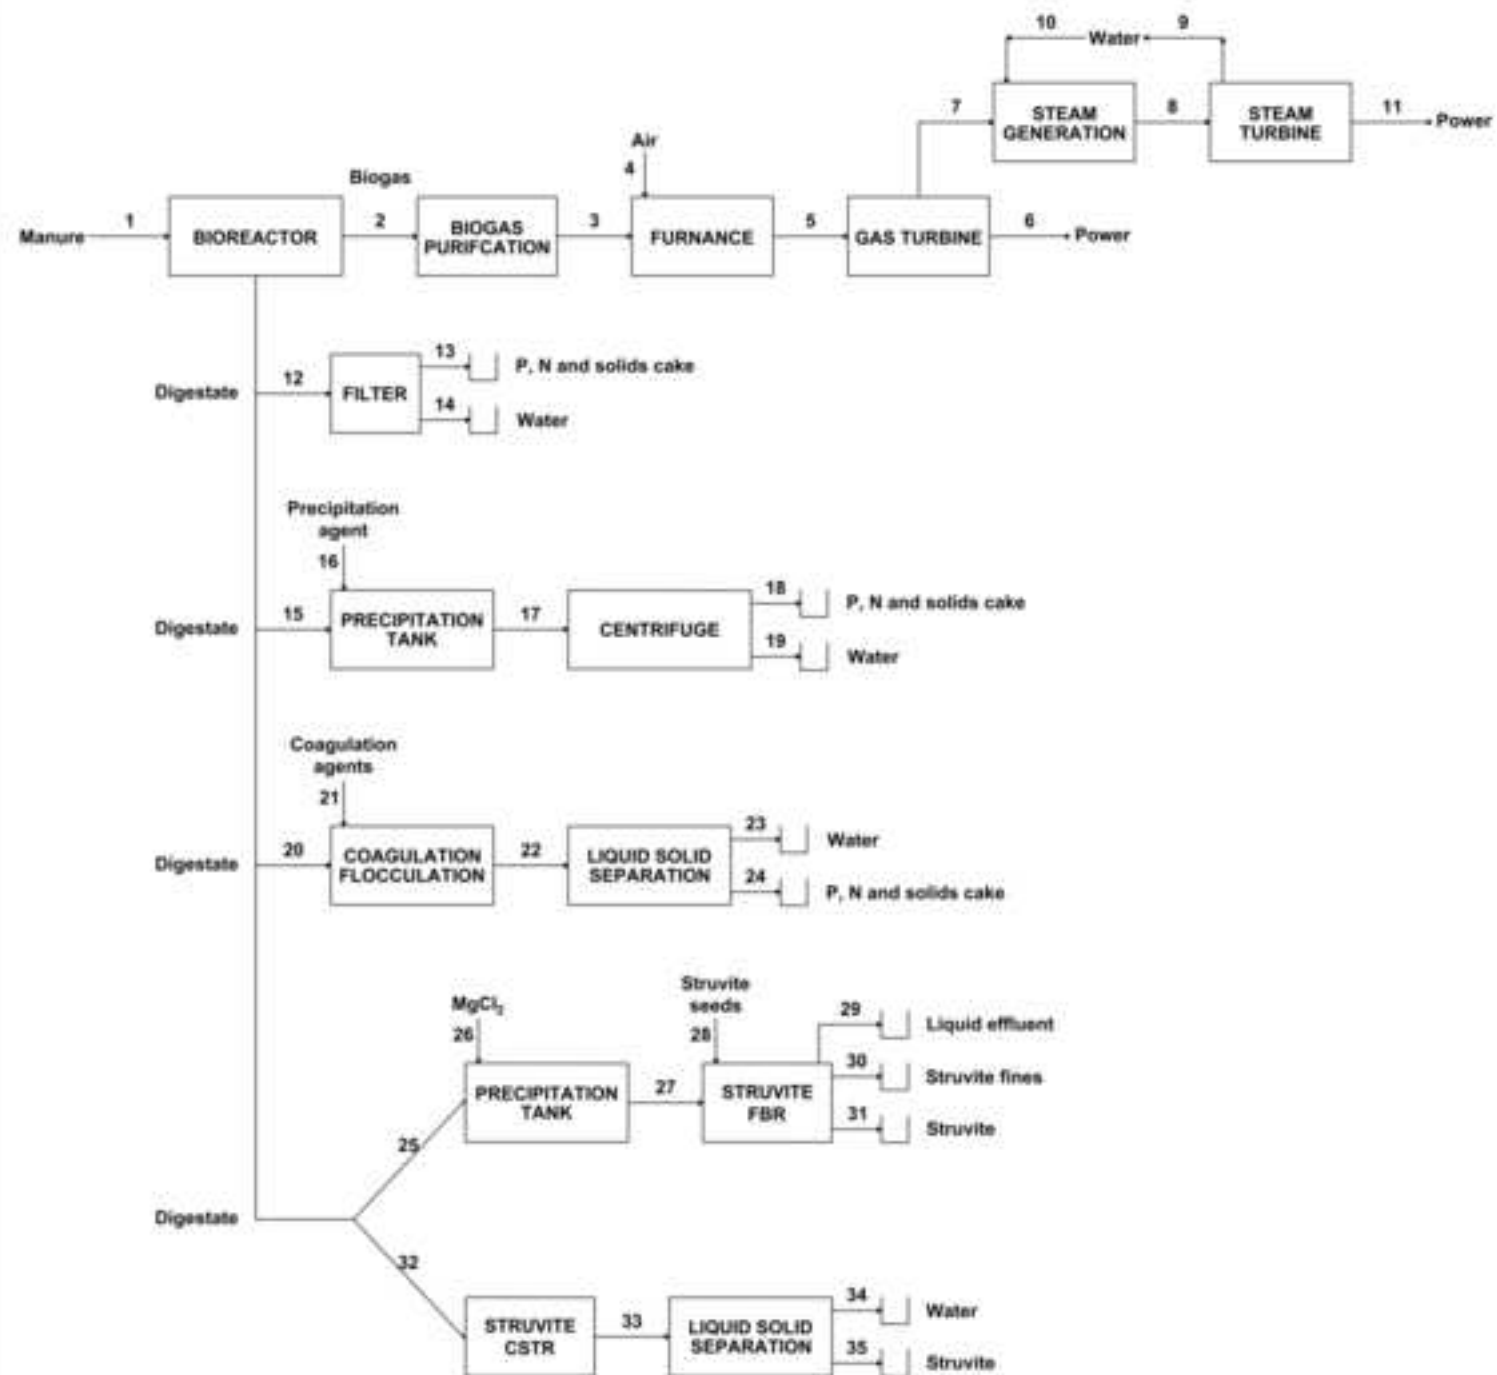 10
Water
9
7
STEAM
GENERATION
8
STEAM
TURBINE
11
Power
Air
4
Biogas
Manure
1
BIOREACTOR
2
BIOGAS
PURIFCATION
3
FURNANCE
5
GAS TURBINE
6
Power
Digestate
12
FILTER
13
P, N and solids cake
14
Water
Precipitation
agent
16
Digestate
15
PRECIPITATION
TANK
17
CENTRIFUGE
18
P, N and solids cake
19
Water
Coagulation
agents
21
Digestate
20
COAGULATION
FLOCCULATION
22
LIQUID SOLID
SEPARATION
23
Water
24
P, N and solids cake
MgCl₂
26
Struvite
seeds
28
25
PRECIPITATION
TANK
27
STRUVITE
FBR
29
Liquid effluent
30
Struvite fines
31
Struvite
Digestate
32
STRUVITE
CSTR
33
LIQUID SOLID
SEPARATION
34
Water
35
Struvite